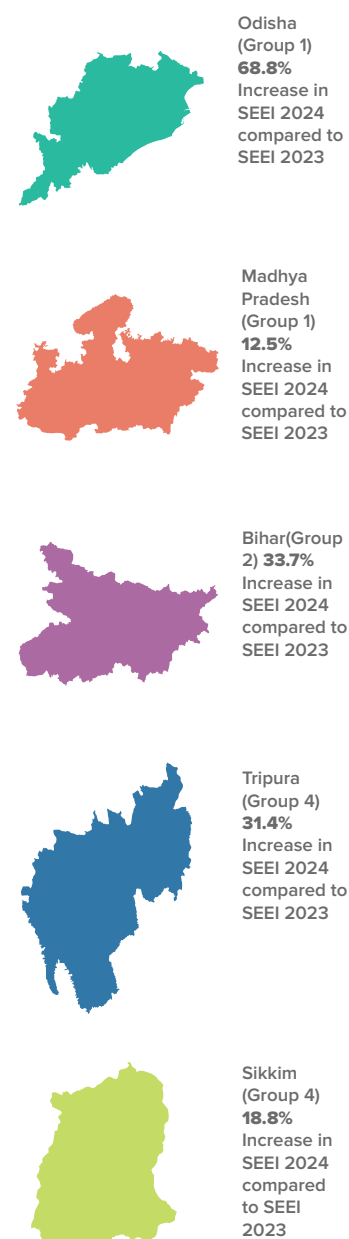 Odisha
(Group 1)
68.8%
Increase in
SEEI 2024
compared to
SEEI 2023
Madhya
Pradesh
(Group 1)
12.5%
Increase in
SEEI 2024
compared to
SEEI 2023
Bihar(Group
2) 33.7%
Increase in
SEEI 2024
compared to
SEEI 2023
Tripura
(Group 4)
31.4%
Increase in
SEEI 2024
compared to
SEEI 2023
Sikkim
(Group 4)
18.8%
Increase in
SEEI 2024
compared
to SEEI
2023